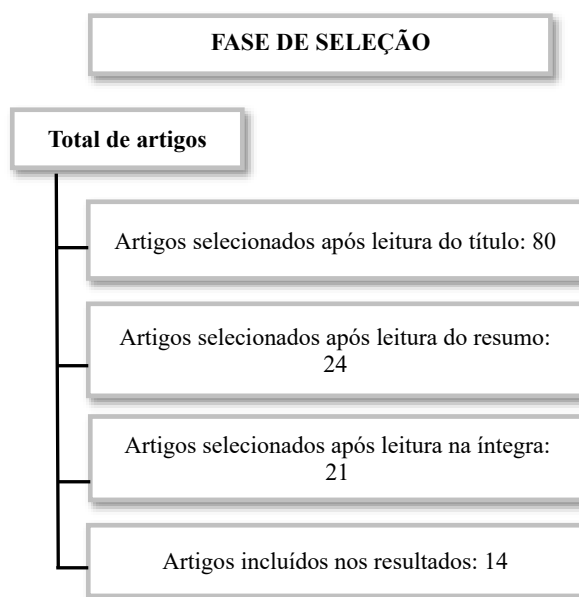 FASE DE SELEÇÃO
Total de artigos
Artigos selecionados após leitura do título: 80
Artigos selecionados após leitura do resumo:
24
Artigos selecionados após leitura na íntegra:
21
Artigos incluídos nos resultados: 14